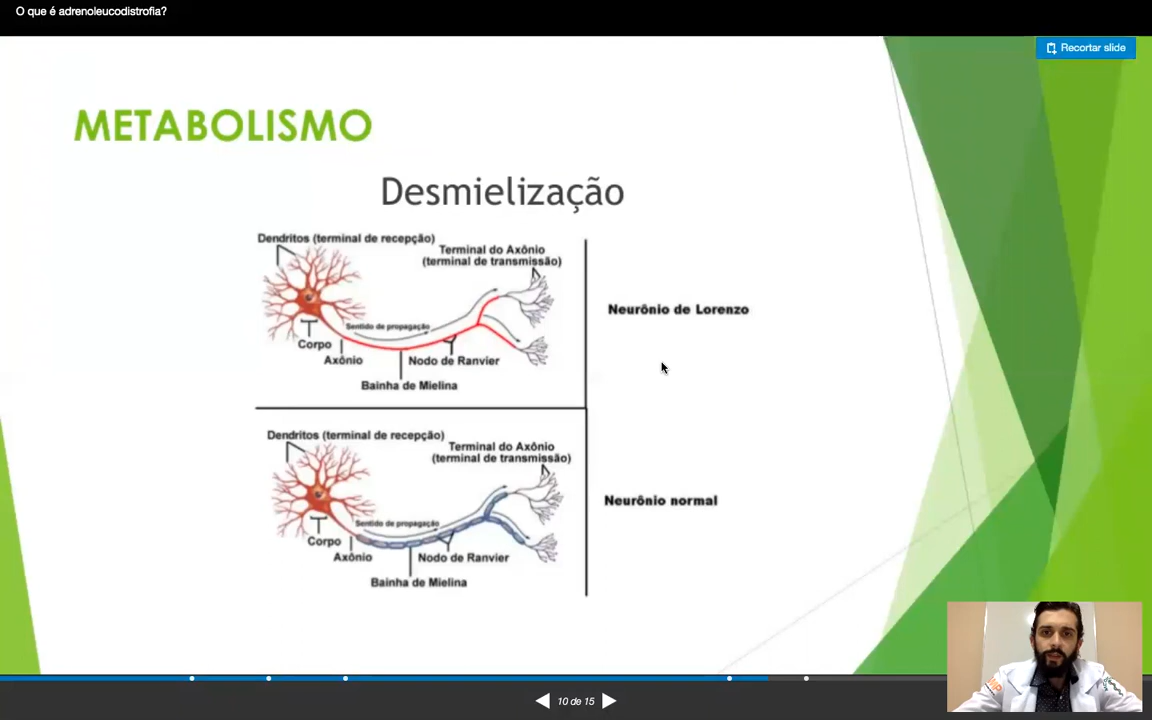 O que é adrenoleucodistrofia?
Recortar slide
METABOLISMO
Desmielização
Dendritos (terminal de recepção)
Terminal do Axônio
(terminal de transmissão)
Sentido de propagação
Corpo
Axônio
Nodo de Ranvier
Bainha de Mielina
Neurônio de Lorenzo
Dendritos (terminal de recepção)
Terminal do Axônio
(terminal de transmissão)
Sentido de propagação
Corpo
Axônio
Nodo de Ranvier
Bainha de Mielina
Neurônio normal
10 de 15